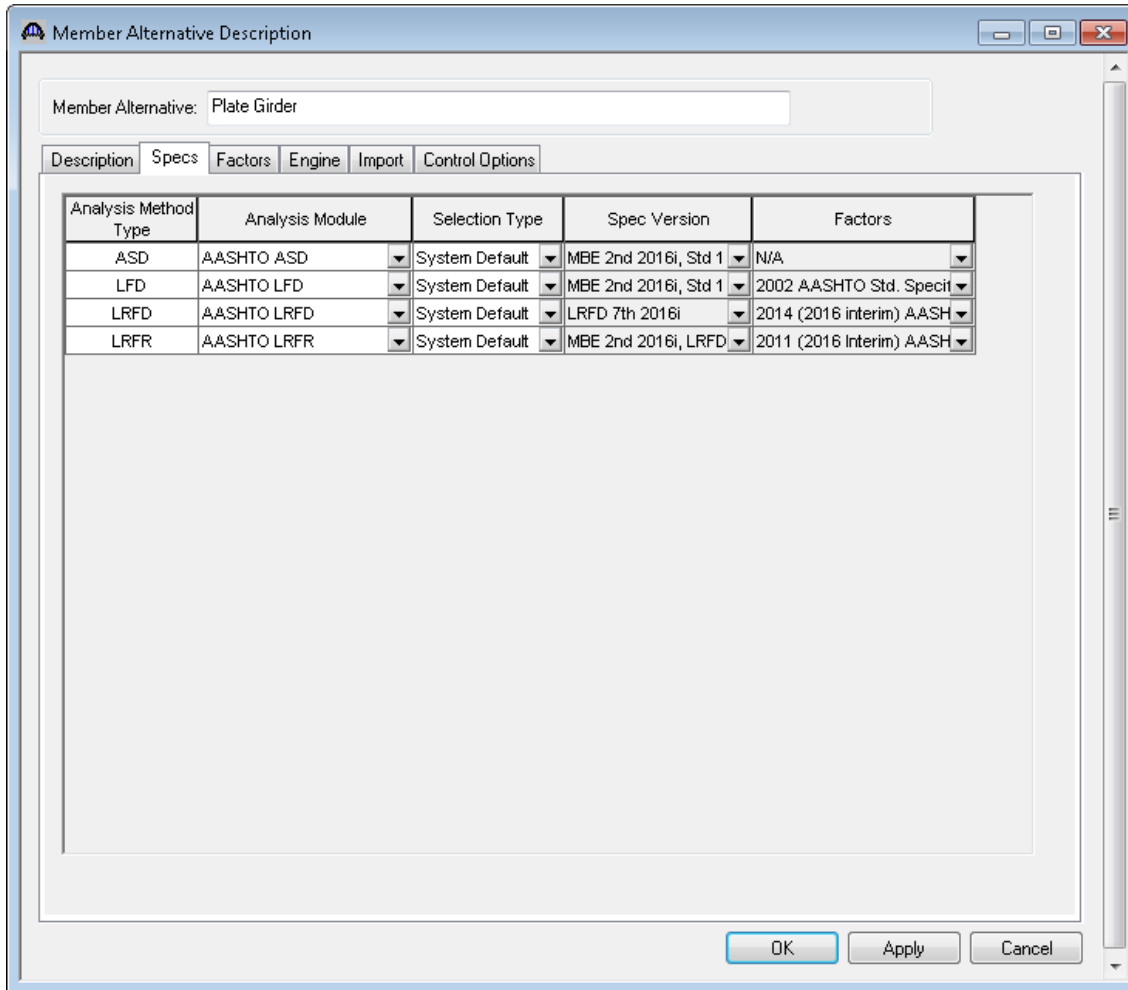 Member Alternative Description
Member Alternative: Plate Girder
Description Specs Factors Engine Import Control Options
Analysis Method Type Analysis Module Selection Type Spec Version Factors
ASD AASHTO ASD System Default MBE 2nd 2016i, Std 1 N/A
LFD AASHTO LFD System Default MBE 2nd 2016i, Std 1 2002 AASHTO Std. Specif
LRFD AASHTO LRFD System Default LRFD 7th 2016i 2014 (2016 interim) AASH
LRFR AASHTO LRFR System Default MBE 2nd 2016i, LRFD 2011 (2016 Interim) AASH
OK Apply Cancel